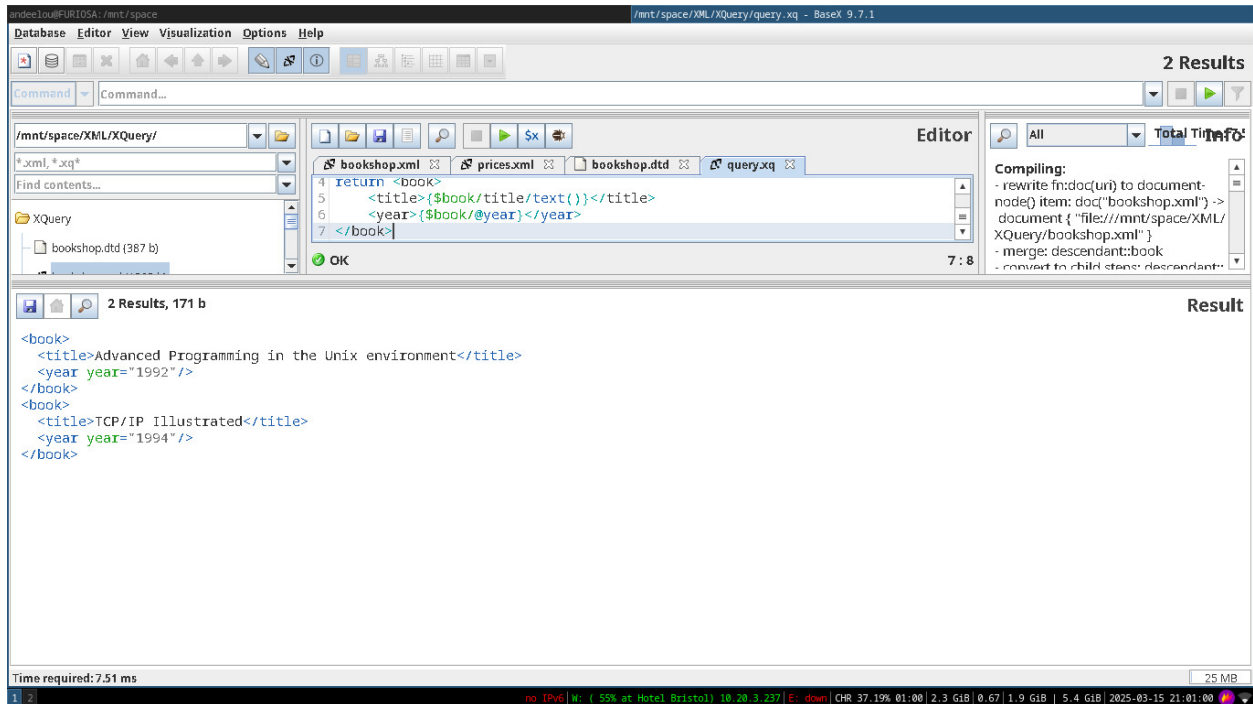 andeelou@FURIOSA:/mnt/space
/mnt/space/XML/XQuery/query.xq - BaseX 9.7.1
Database Editor View Visualization Options Help
2 Results
Command
Command...
/mnt/space/XML/XQuery/
*.xml, *.xq*
Find contents...
XQuery
bookshop.dtd (387 b)
$x
Editor
bookshop.xml
prices.xml
bookshop.dtd
query.xq
4 return <book>
5     <title>{$book/title/text()}</title>
6     <year>{$book/@year}</year>
7 </book>
OK
7 : 8
All
Total
Info
Compiling:
- rewrite fn:doc(uri) to document-
node() item: doc("bookshop.xml") ->
document { "file:///mnt/space/XML/
XQuery/bookshop.xml" }
- merge: descendant::book
- convert to child steps: descendant::
2 Results, 171 b
Result
<book>
  <title>Advanced Programming in the Unix environment</title>
  <year year="1992"/>
</book>
<book>
  <title>TCP/IP Illustrated</title>
  <year year="1994"/>
</book>
Time required: 7.51 ms
25 MB
1 2
no IPv6 | W: ( 55% at Hotel Bristol) 10.20.3.237 | E: down | CHR 37.19% 01:00 | 2.3 GiB | 0.67 | 1.9 GiB | 5.4 GiB | 2025-03-15 21:01:00